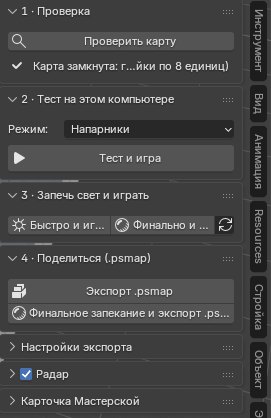 1 · Проверка
Проверить карту
Карта замкнута: г...йки по 8 единиц)
2 · Тест на этом компьютере
Режим:
Напарники
Тест и игра
3 · Запечь свет и играть
Быстро и иг...
Финально и ...
4 · Поделиться (.psmap)
Экспорт .psmap
Финальное запекание и экспорт .ps...
Настройки экспорта
Радар
Карточка Мастерской
Инструмент
Вид
Анимация
Resources
Стройка
Объект
Э